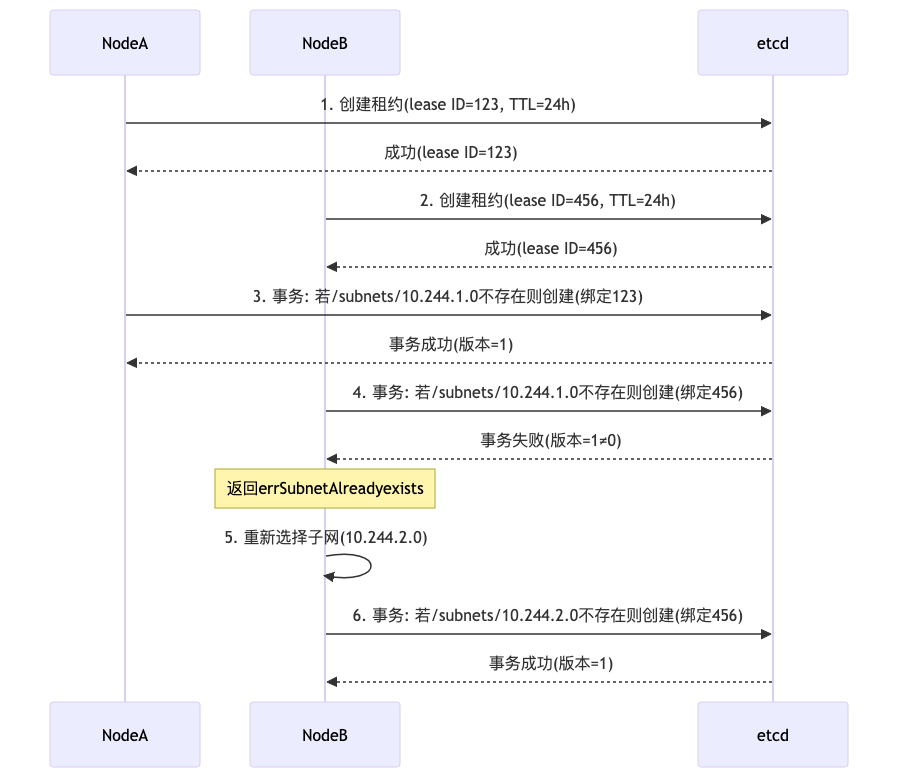 NodeA
NodeB
etcd
1. 创建租约(lease ID=123, TTL=24h)
成功(lease ID=123)
2. 创建租约(lease ID=456, TTL=24h)
成功(lease ID=456)
3. 事务: 若/subnets/10.244.1.0不存在则创建(绑定123)
事务成功(版本=1)
4. 事务: 若/subnets/10.244.1.0不存在则创建(绑定456)
事务失败(版本=1≠0)
返回errSubnetAlreadyexists
5. 重新选择子网(10.244.2.0)
6. 事务: 若/subnets/10.244.2.0不存在则创建(绑定456)
事务成功(版本=1)
NodeA
NodeB
etcd